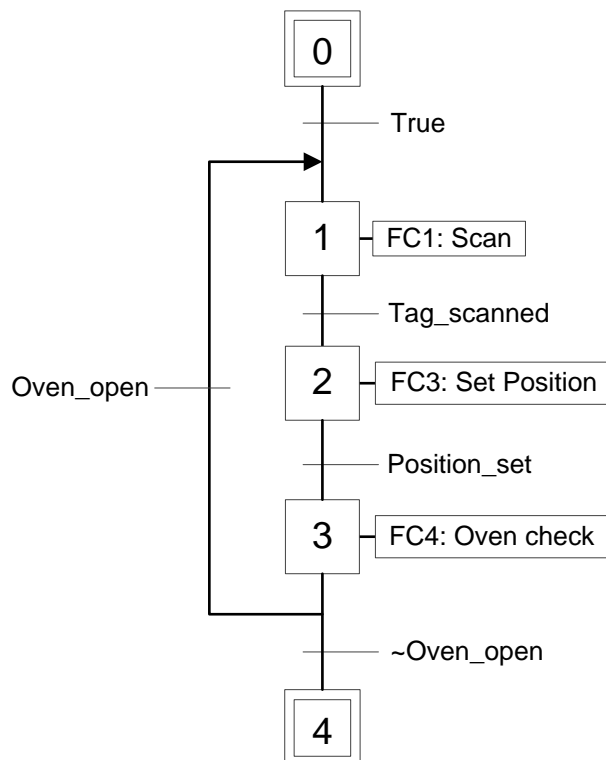 0
True
1
FC1: Scan
Tag_scanned
Oven_open
2
FC3: Set Position
Position_set
3
FC4: Oven check
~Oven_open
4